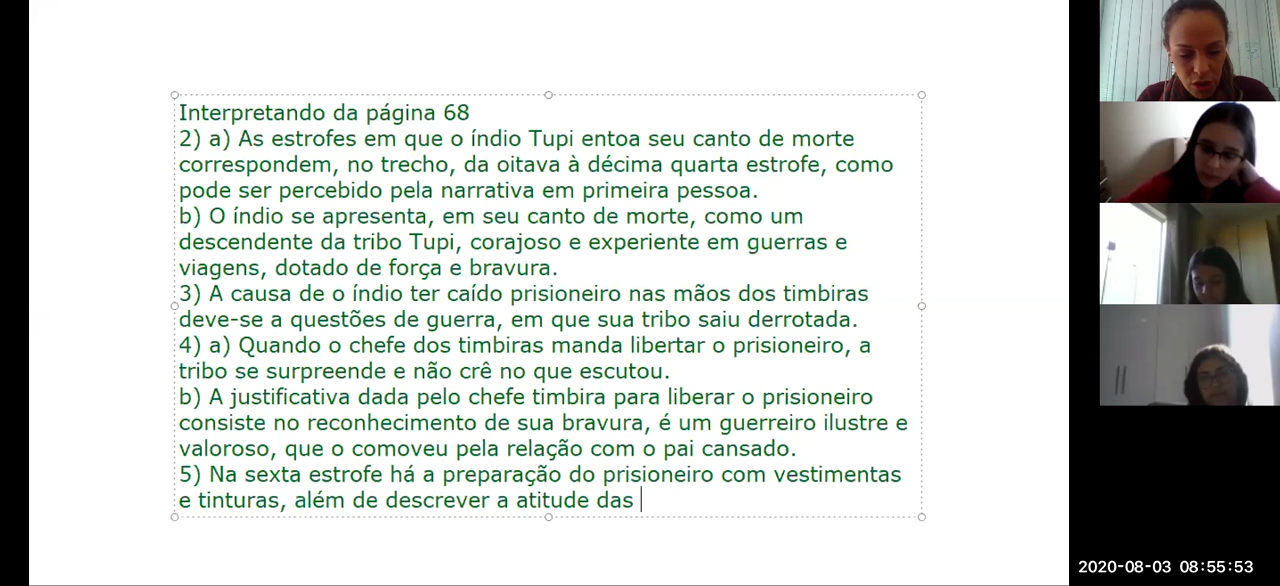 Interpretando da página 68
2) a) As estrofes em que o índio Tupi entoa seu canto de morte
correspondem, no trecho, da oitava à décima quarta estrofe, como
pode ser percebido pela narrativa em primeira pessoa.
b) O índio se apresenta, em seu canto de morte, como um
descendente da tribo Tupi, corajoso e experiente em guerras e
viagens, dotado de força e bravura.
3) A causa de o índio ter caído prisioneiro nas mãos dos timbiras
deve-se a questões de guerra, em que sua tribo saiu derrotada.
4) a) Quando o chefe dos timbiras manda libertar o prisioneiro, a
tribo se surpreende e não crê no que escutou.
b) A justificativa dada pelo chefe timbira para liberar o prisioneiro
consiste no reconhecimento de sua bravura, é um guerreiro ilustre e
valoroso, que o comoveu pela relação com o pai cansado.
5) Na sexta estrofe há a preparação do prisioneiro com vestimentas
e tinturas, além de descrever a atitude das
2020-08-03 08:55:53